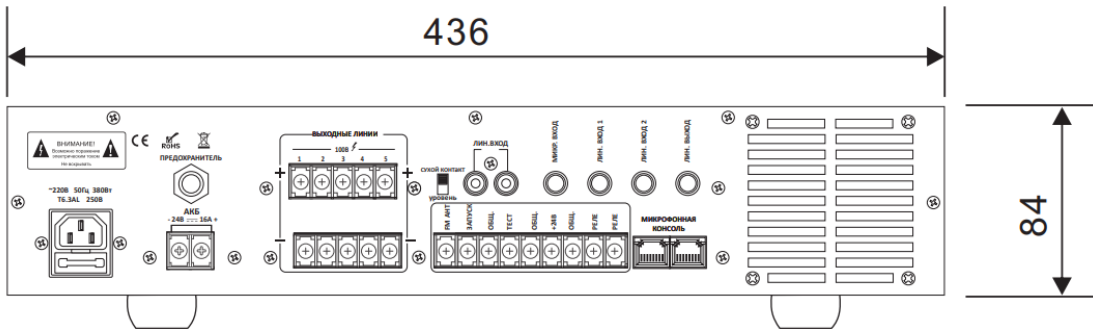 436
84
ВНИМАНИЕ!
Возможно поражение
электрическим током
Не вскрывать.
CE
RoHS
ПРЕДОХРАНИТЕЛЬ
~220В 50Гц 380Вт
T6.3AL 250В
АКБ
- 24В 16А +
ВЫХОДНЫЕ ЛИНИИ
100В
1 2 3 4 5
+ +
- -
СУХОЙ КОНТАКТ
уровень
ЛИН.ВХОД
МИКР. ВХОД
ЛИН. ВХОД 1
ЛИН. ВХОД 2
ЛИН. ВЫХОД
FM АНТ
ЗАПУСК
ОБЩ.
ТЕСТ
ОБЩ.
+24В
ОБЩ.
РЕЛЕ
РЕЛЕ
МИКРОФОННАЯ
КОНСОЛЬ